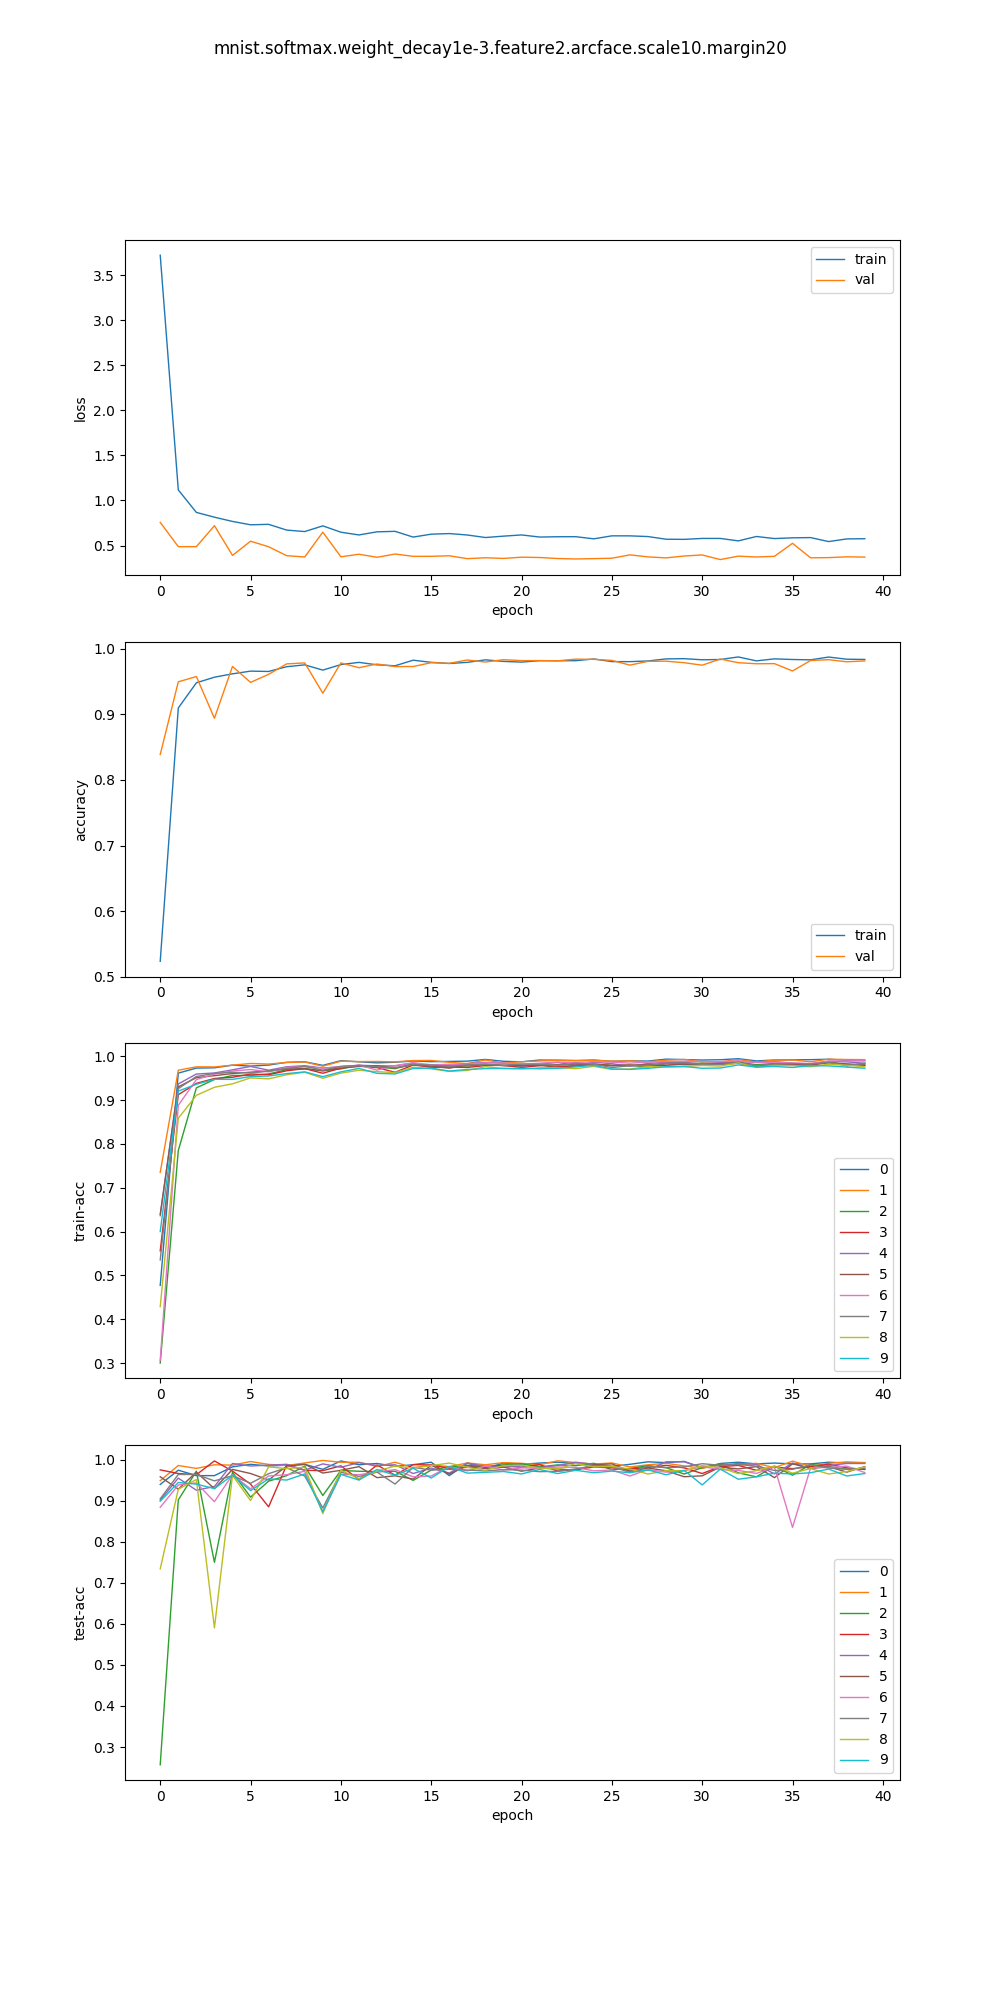 mnist.softmax.weight_decay1e-3.feature2.arcface.scale10.margin20
train
val
3.5
3.0
2.5
2.0
1.5
1.0
0.5
loss
0 5 10 15 20 25 30 35 40
epoch
1.0
0.9
0.8
0.7
0.6
0.5
accuracy
train
val
0 5 10 15 20 25 30 35 40
epoch
1.0
0.9
0.8
0.7
0.6
0.5
0.4
0.3
train-acc
0
1
2
3
4
5
6
7
8
9
0 5 10 15 20 25 30 35 40
epoch
1.0
0.9
0.8
0.7
0.6
0.5
0.4
0.3
test-acc
0
1
2
3
4
5
6
7
8
9
0 5 10 15 20 25 30 35 40
epoch